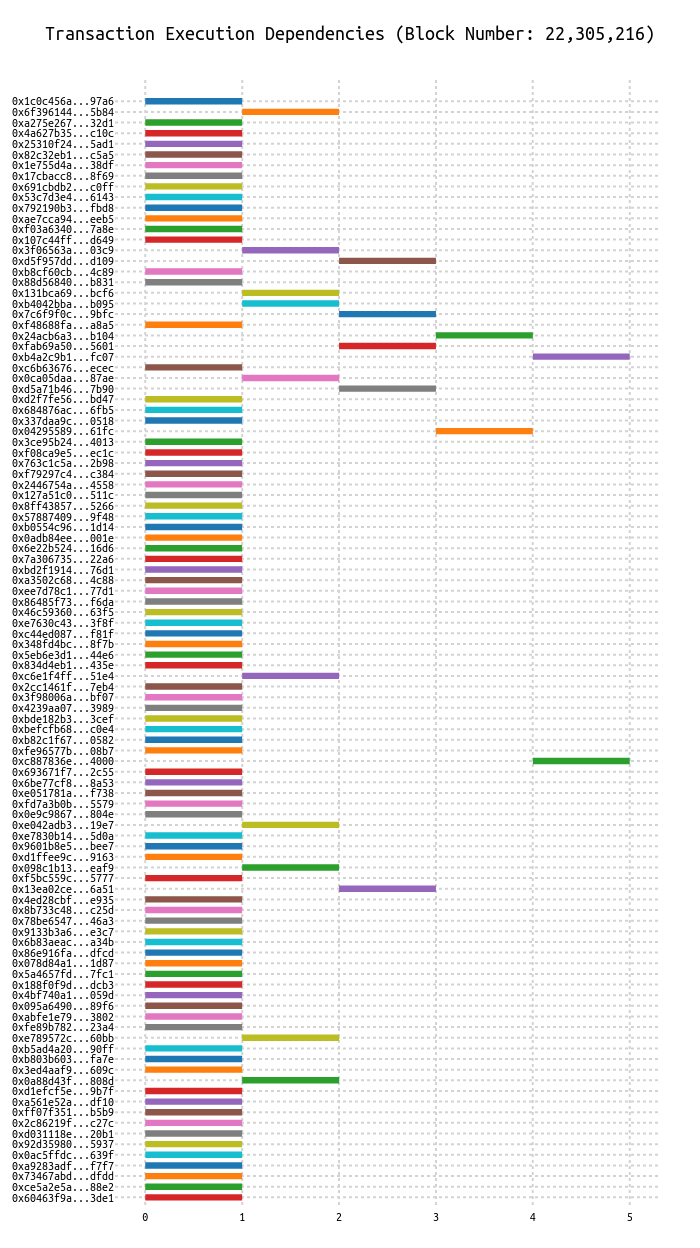 Transaction Execution Dependencies (Block Number: 22,305,216)
0x1c0c456a...97a6
0x6f396144...5b84
0xa275e267...32d1
0x4a627b35...c10c
0x25310f24...5ad1
0x82c32eb1...c5a5
0x1e755d4a...38df
0x17cbacc8...8f69
0x691cbdb2...c0ff
0x53c7d3e4...6143
0x792190b3...fbd8
0xae7cca94...eeb5
0xf03a6340...7a8e
0x107c44ff...d649
0x3f06563a...03c9
0xd5f957dd...d109
0xb8cf60cb...4c89
0x88d56840...b831
0x131bca69...bcf6
0xb4042bba...b095
0x7c6f9f0c...9bfc
0xf48688fa...a8a5
0x24acb6a3...b104
0xfab69a50...5601
0xb4a2c9b1...fc07
0xc6b63676...ecec
0x0ca05daa...87ae
0xd5a71b46...7b90
0xd2f7fe56...bd47
0x684876ac...6fb5
0x337daa9c...0518
0x04295589...61fc
0x3ce95b24...4013
0xf08ca9e5...ec1c
0x763c1c5a...2b98
0xf79297c4...c384
0x2446754a...4558
0x127a51c0...511c
0x8ff43857...5266
0x57887409...9f48
0xb0554c96...1d14
0x0adb84ee...001e
0x6e22b524...16d6
0x7a306735...22a6
0xbd2f1914...76d1
0xa3502c68...4c88
0xee7d78c1...77d1
0x86485f73...f6da
0x46c59360...63f5
0xe7630c43...3f8f
0xc44ed087...f81f
0x348fd4bc...8f7b
0x5eb6e3d1...44e6
0x834d4eb1...435e
0xc6e1f4ff...51e4
0x2cc1461f...7eb4
0x3f98006a...bf07
0x4239aa07...3989
0xbde182b3...3cef
0xbefcfb68...c0e4
0xb82c1f67...0582
0xfe96577b...08b7
0xc887836e...4000
0x693671f7...2c55
0x6be77cf8...8a53
0xe051781a...f738
0xfd7a3b0b...5579
0x0e9c9867...804e
0xe042adb3...19e7
0xe7830b14...5d0a
0x9601b8e5...bee7
0xd1ffee9c...9163
0x098c1b13...eaf9
0xf5bc559c...5777
0x13ea02ce...6a51
0x4ed28cbf...e935
0x8b733c48...c25d
0x78be6547...46a3
0x9133b3a6...e3c7
0x6b83aeac...a34b
0x86e916fa...dfcd
0x078d84a1...1d87
0x5a4657fd...7fc1
0x188f0f9d...dcb3
0x4bf740a1...059d
0x095a6490...89f6
0xabfe1e79...3802
0xfe89b782...23a4
0xe789572c...60bb
0xb5ad4a20...90ff
0xb803b603...fa7e
0x3ed4aaf9...609c
0x0a88d43f...808d
0xd1efcf5e...9b7f
0xa561e52a...df10
0xff07f351...b5b9
0x2c86219f...c27c
0xd031118e...20b1
0x92d35980...5937
0x0ac5ffdc...639f
0xa9283adf...f7f7
0x73467abd...dfdd
0xce5a2e5a...88e2
0x60463f9a...3de1
0 1 2 3 4 5